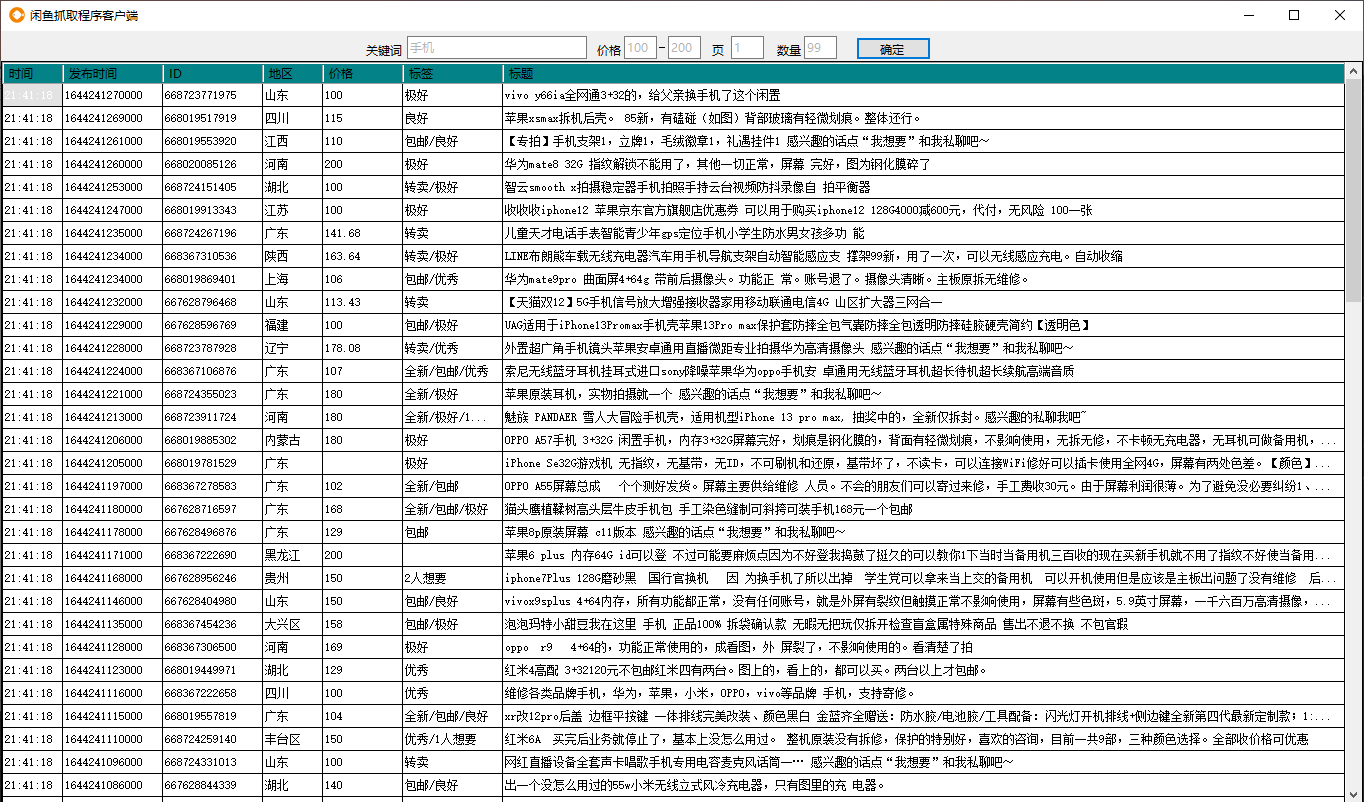 闲鱼抓取程序客户端
关键词 手机 价格 100 - 200 页 1 数量 99 确定
时间 发布时间 ID 地区 价格 标签 标题
21:41:18 1644241270000 668723771975 山东 100 极好 vivo y66ia全网通3+32的，给父亲换手机了这个闲置
21:41:18 1644241269000 668019517919 四川 115 良好 苹果xsmax拆机后壳。 85新，有磕碰（如图）背部玻璃有轻微划痕。整体还行。
21:41:18 1644241261000 668019553920 江西 110 包邮/良好 【专拍】手机支架1，立牌1，毛绒徽章1，礼遇挂件1 感兴趣的话点“我想要”和我私聊吧～
21:41:18 1644241260000 668020085126 河南 200 极好 华为mate8 32G 指纹解锁不能用了，其他一切正常，屏幕 完好，图为钢化膜碎了
21:41:18 1644241253000 668724151405 湖北 100 转卖/极好 智云smooth x拍摄稳定器手机拍照手持云台视频防抖录像自 拍平衡器
21:41:18 1644241247000 668019913343 江苏 100 极好 收收收iphone12 苹果京东官方旗舰店优惠券 可以用于购买iphone12 128G4000减600元，代付，无风险 100一张
21:41:18 1644241235000 668724267196 广东 141.68 转卖 儿童天才电话手表智能青少年gps定位手机小学生防水男女孩多功 能
21:41:18 1644241234000 668367310536 陕西 163.64 转卖/极好 LINE布朗熊车载无线充电器汽车用手机导航支架自动智能感应支 撑架99新，用了一次，可以无线感应充电。自动收缩
21:41:18 1644241234000 668019869401 上海 106 包邮/优秀 华为mate9pro 曲面屏4+64g 带前后摄像头。功能正 常。账号退了。摄像头清晰。主板原拆无维修。
21:41:18 1644241232000 667628796468 山东 113.43 转卖 【天猫双12】5G手机信号放大增强接收器家用移动联通电信4G 山区扩大器三网合一
21:41:18 1644241229000 667628596769 福建 100 包邮/极好 UAG适用于iPhone13Promax手机壳苹果13Pro max保护套防摔全包气囊防摔全包透明防摔硅胶硬壳简约【透明色】
21:41:18 1644241228000 668723787928 辽宁 178.08 转卖/优秀 外置超广角手机镜头苹果安卓通用直播微距专业拍摄华为高清摄像头 感兴趣的话点“我想要”和我私聊吧～
21:41:18 1644241224000 668367106876 广东 107 全新/包邮/优秀 索尼无线蓝牙耳机挂耳式进口sony降噪苹果华为oppo手机安 卓通用无线蓝牙耳机超长待机超长续航高端音质
21:41:18 1644241221000 668724355023 广东 180 全新/极好 苹果原装耳机，实物拍摄就一个 感兴趣的话点“我想要”和我私聊吧～
21:41:18 1644241213000 668723911724 河南 180 全新/极好/1... 魅族 PANDAER 雪人大冒险手机壳，适用机型iPhone 13 pro max, 抽奖中的，全新仅拆封。感兴趣的私聊我吧~
21:41:18 1644241206000 668019885302 内蒙古 180 极好 OPPO A57手机 3+32G 闲置手机，内存3+32G屏幕完好，划痕是钢化膜的，背面有轻微划痕，不影响使用，无拆无修，不卡顿无充电器，无耳机可做备用机，...
21:41:18 1644241205000 668019781529 广东 极好 iPhone Se32G游戏机 无指纹，无基带，无ID，不可刷机和还原，基带坏了，不读卡，可以连接WiFi修好可以插卡使用全网4G，屏幕有两处色差。【颜色】...
21:41:18 1644241197000 668367278583 广东 102 全新/包邮 OPPO A55屏幕总成 个个测好发货。屏幕主要供给维修 人员。不会的朋友们可以寄过来修，手工费收30元。由于屏幕利润很薄。为了避免没必要纠纷1、...
21:41:18 1644241180000 667628716597 广东 168 全新/包邮/极好 猫头鹰植鞣树高头层牛皮手机包 手工染色缝制可斜挎可装手机168元一个包邮
21:41:18 1644241178000 667628496876 广东 129 包邮 苹果8p原装屏幕 c11版本 感兴趣的话点“我想要”和我私聊吧～
21:41:18 1644241171000 668367222690 黑龙江 200 苹果6 plus 内存64G id可以登 不过可能要麻烦点因为不好登我捣鼓了挺久的可以教你1下当时当备用机三百收的现在买新手机就不用了指纹不好使当备用...
21:41:18 1644241168000 667628956246 贵州 150 2人想要 iphone7Plus 128G磨砂黑 国行官换机 因 为换手机了所以出掉 学生党可以拿来当上交的备用机 可以开机使用但是应该是主板出问题了没有维修 后...
21:41:18 1644241146000 667628404980 山东 150 包邮/良好 vivox9splus 4+64内存，所有功能都正常，没有任何账号，就是外屏有裂纹但触摸正常不影响使用，屏幕有些色斑，5.9英寸屏幕，一千六百万高清摄像，...
21:41:18 1644241135000 668367454236 大兴区 158 包邮/极好 泡泡玛特小甜豆我在这里 手机 正品100% 拆袋确认款 无暇无把玩仅拆开检查盲盒属特殊商品 售出不退不换 不包官瑕
21:41:18 1644241128000 668367306500 河南 169 极好 oppo r9 4+64的，功能正常使用的，成看图，外 屏裂了，不影响使用的。看清楚了拍
21:41:18 1644241123000 668019449971 湖北 129 优秀 红米4高配 3+32120元不包邮红米四有两台。图上的，看上的，都可以买。两台以上才包邮。
21:41:18 1644241116000 668367222658 四川 100 优秀 维修各类品牌手机，华为，苹果，小米，OPPO，vivo等品牌 手机，支持寄修。
21:41:18 1644241115000 668019557819 广东 104 全新/包邮/良好 xr改12pro后盖 边框平按键 一体排线完美改装、颜色黑白 金蓝齐全赠送：防水胶/电池胶/工具配备：闪光灯开机排线+侧边键全新第四代最新定制款；1:...
21:41:18 1644241110000 668724259140 丰台区 150 优秀/1人想要 红米6A 买完后业务就停止了，基本上没怎么用过。 整机原装没有拆修，保护的特别好，喜欢的咨询，目前一共9部，三种颜色选择。全部收价格可优惠
21:41:18 1644241096000 668724331013 山东 100 转卖 网红直播设备全套声卡唱歌手机专用电容麦克风话筒一… 感兴趣的话点“我想要”和我私聊吧～
21:41:18 1644241086000 667628844339 湖北 140 包邮/良好 出一个没怎么用过的55w小米无线立式风冷充电器，只有图里的充 电器。